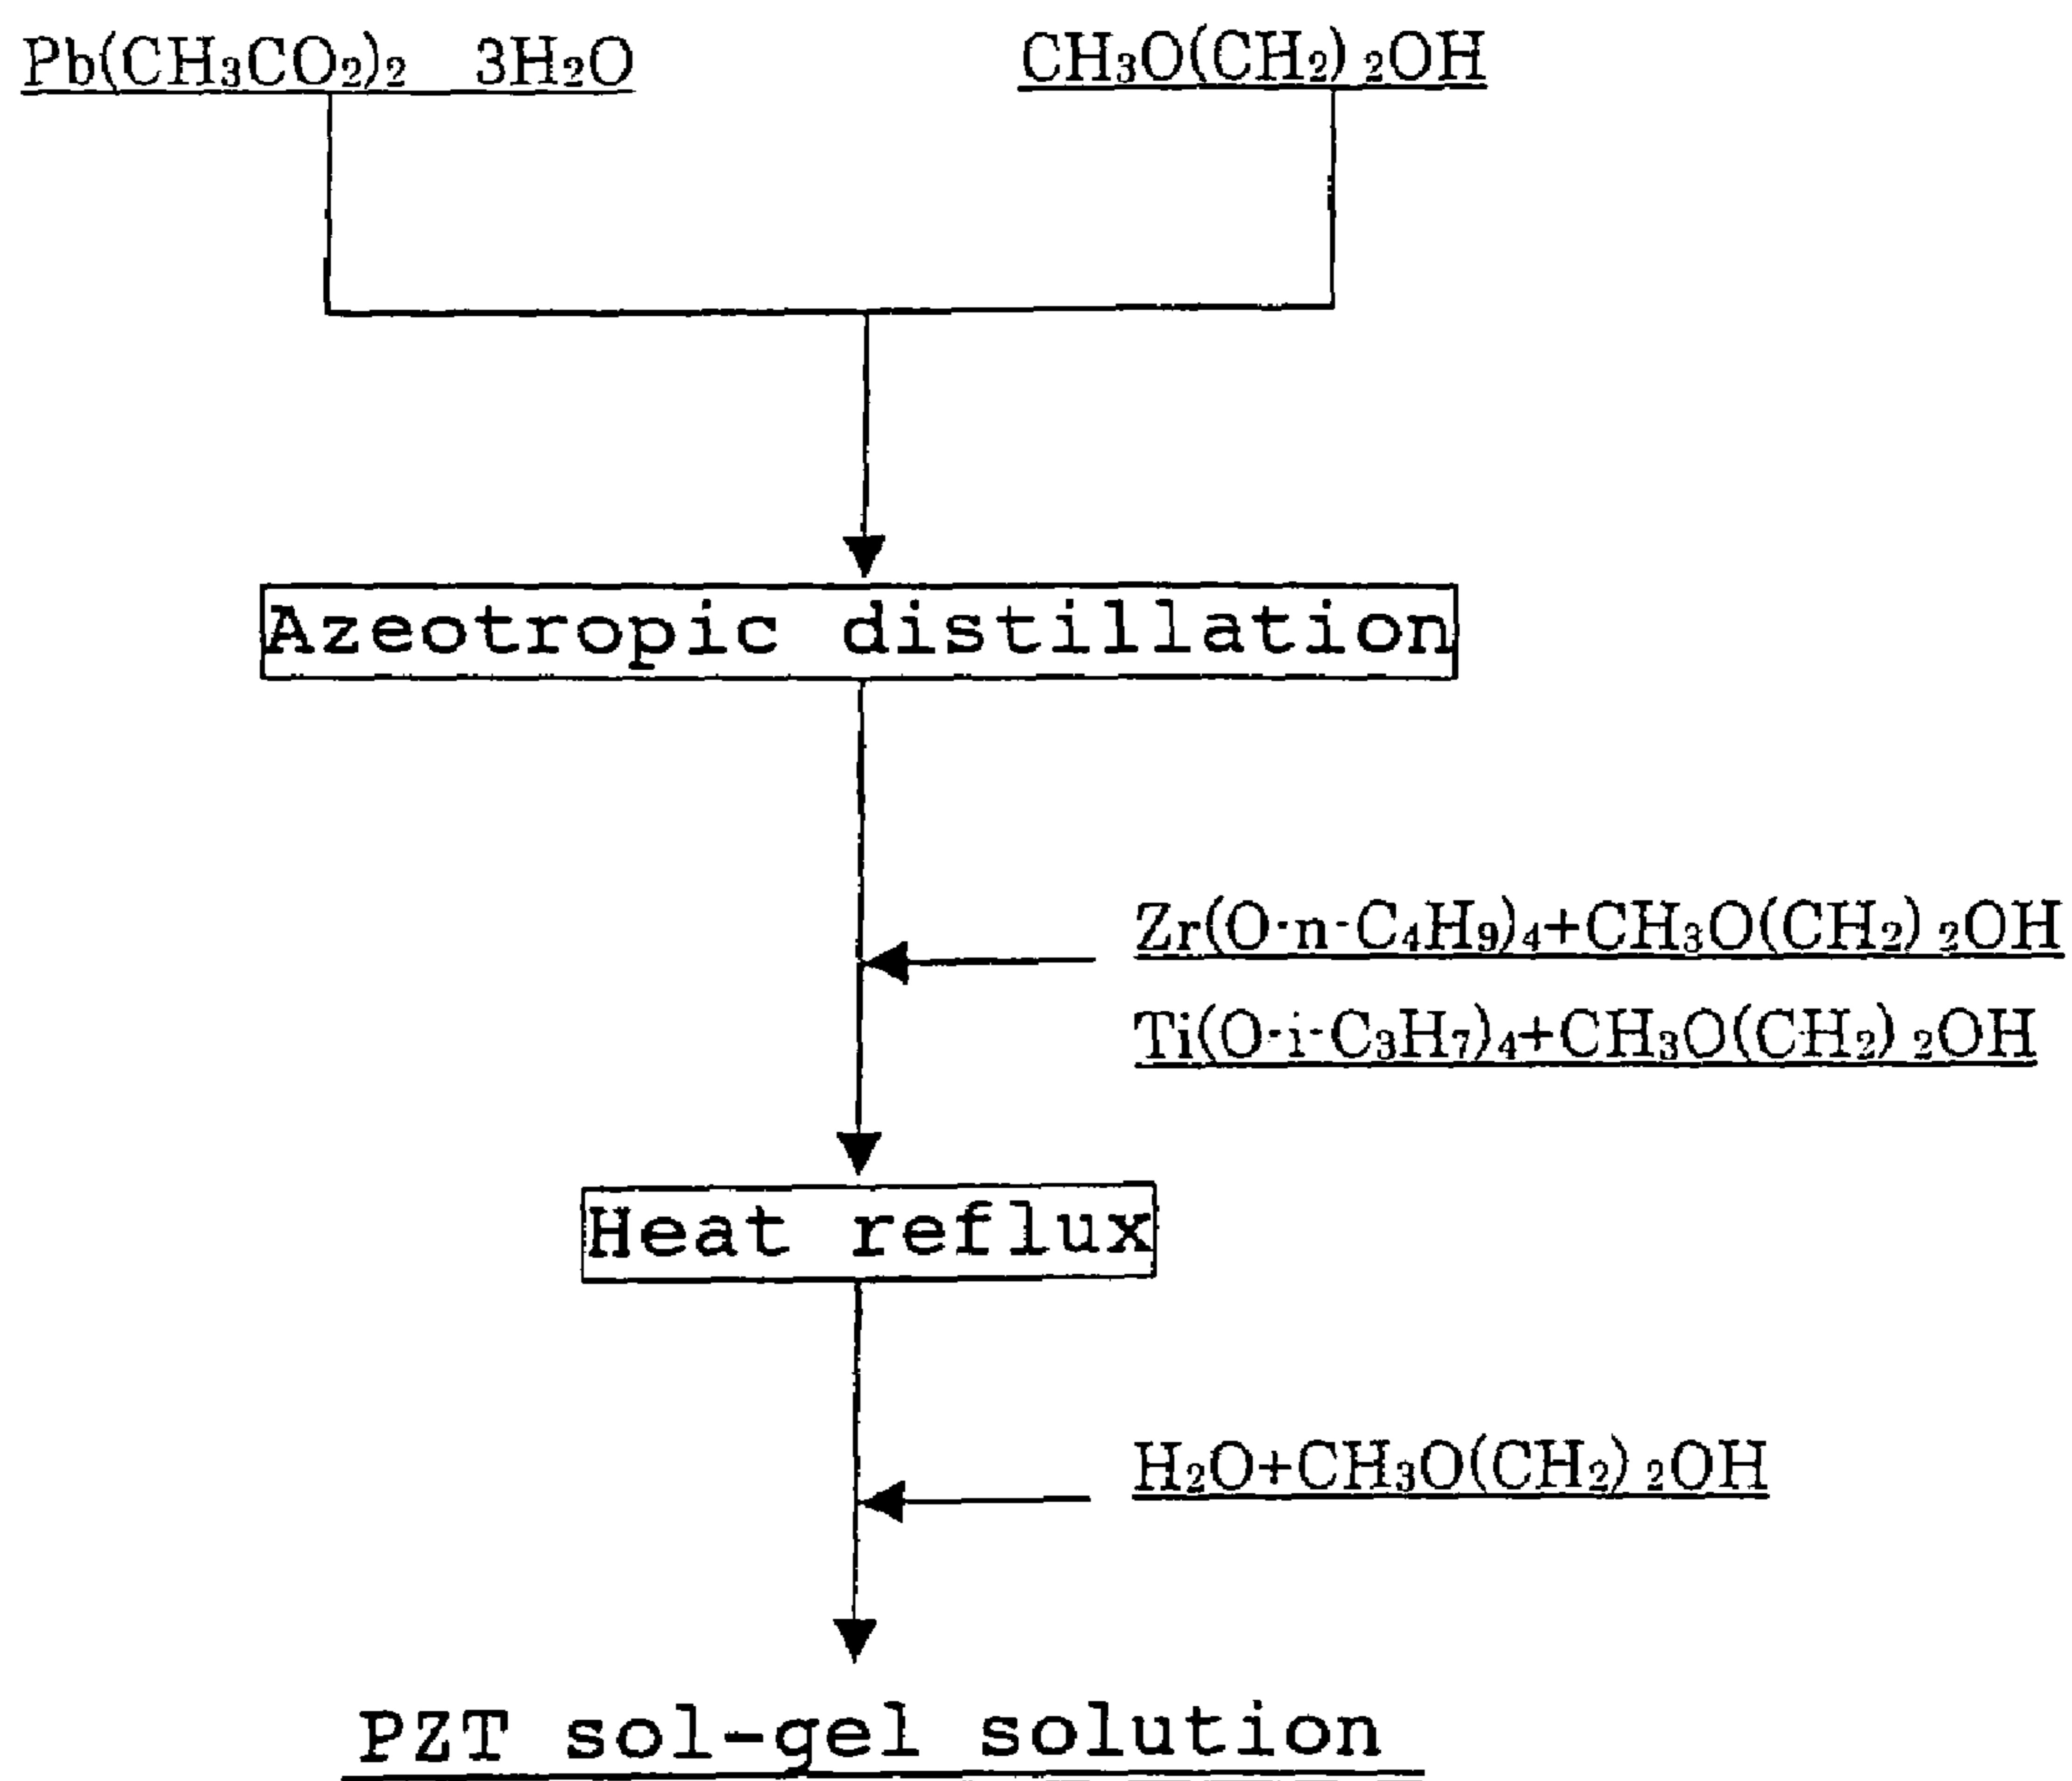 Pb(CH₃CO₂)₂ 3H₂O
CH₃O(CH₂)₂OH
Azeotropic distillation
Zr(O·n·C₄H₉)₄+CH₃O(CH₂)₂OH
Ti(O·i·C₃H₇)₄+CH₃O(CH₂)₂OH
Heat reflux
H₂O+CH₃O(CH₂)₂OH
PZT sol-gel solution